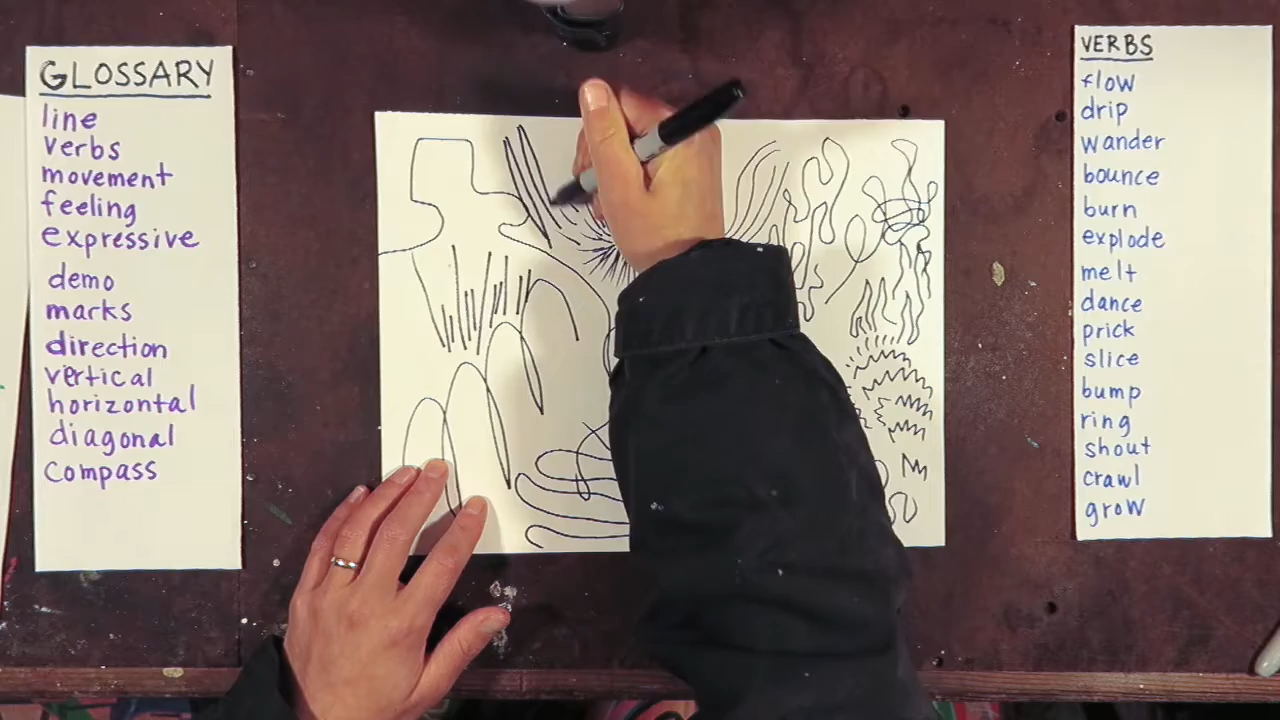 GLOSSARY
line
verbs
movement
feeling
expressive
demo
marks
direction
vertical
horizontal
diagonal
compass
VERBS
flow
drip
wander
bounce
burn
explode
melt
dance
prick
slice
bump
ring
shout
crawl
grow